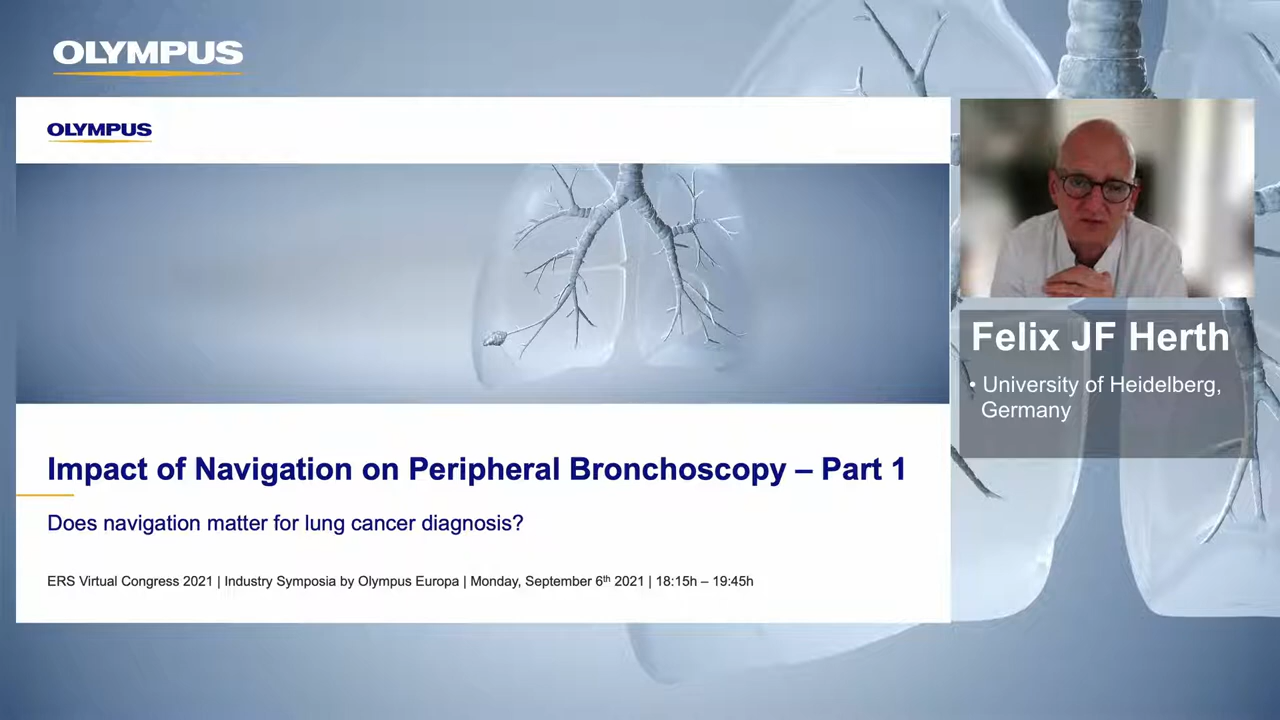 OLYMPUS
OLYMPUS
Impact of Navigation on Peripheral Bronchoscopy – Part 1
Does navigation matter for lung cancer diagnosis?
ERS Virtual Congress 2021 | Industry Symposia by Olympus Europa | Monday, September 6th 2021 | 18:15h – 19:45h
Felix JF Herth
• University of Heidelberg,
Germany